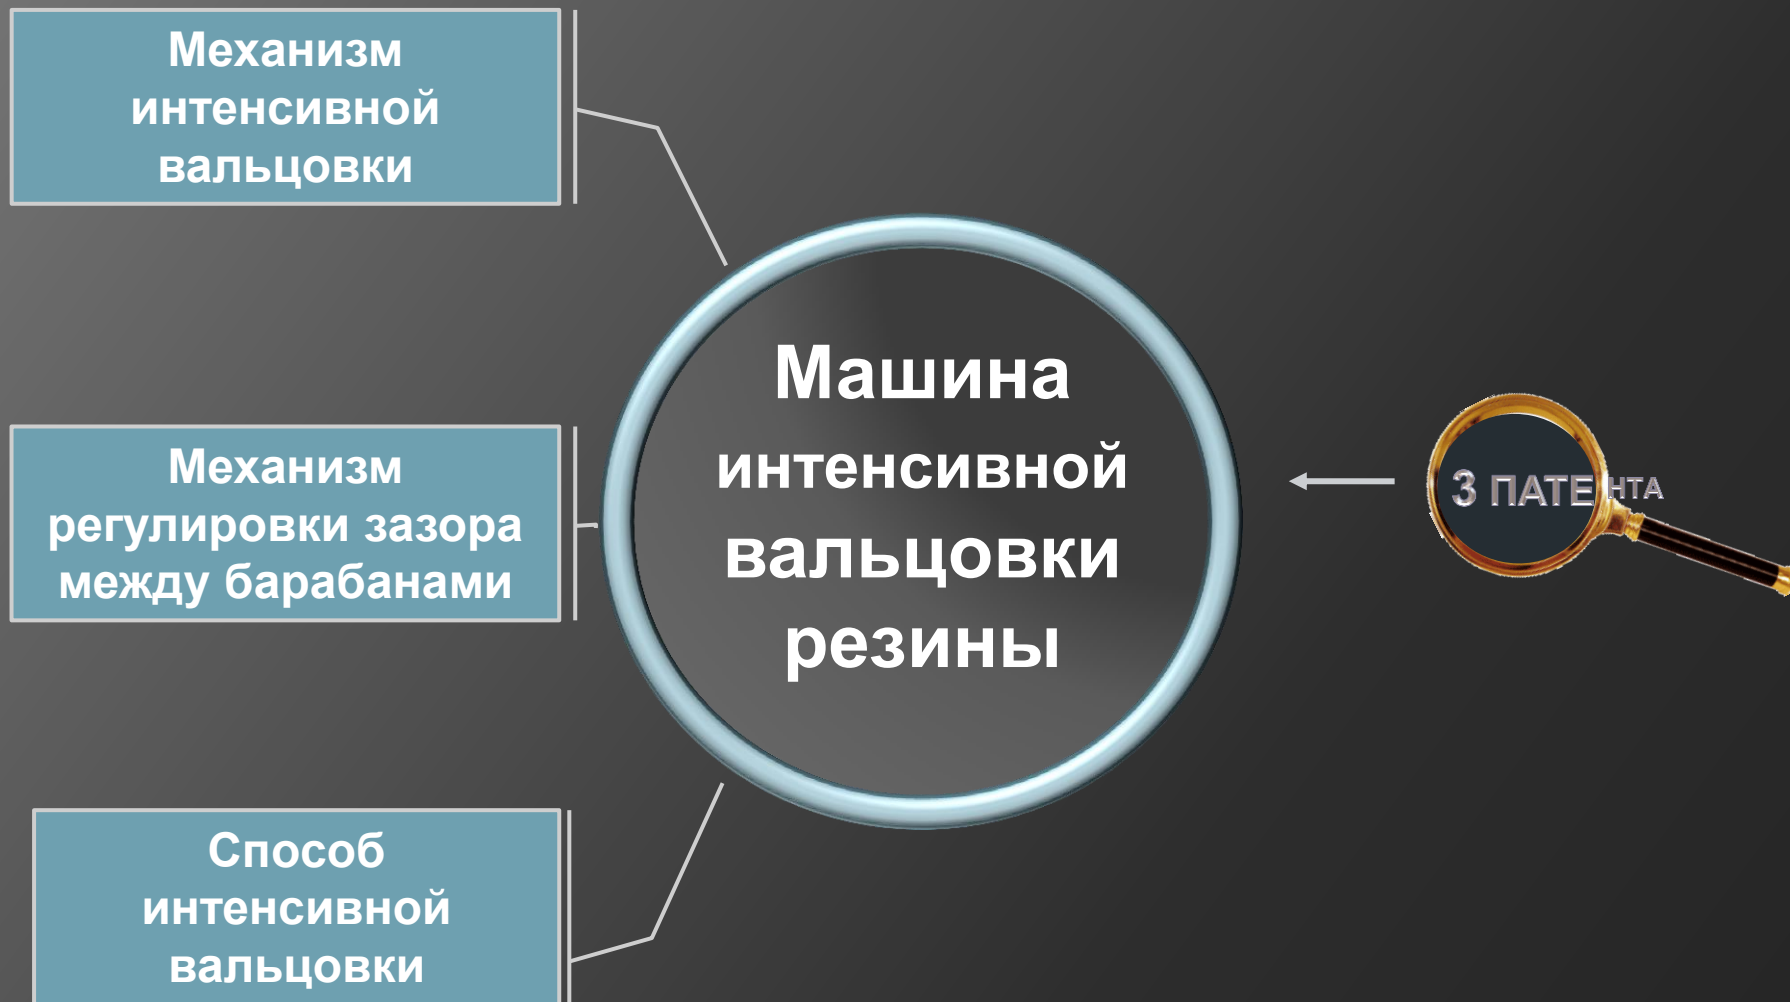 Механизм
интенсивной
вальцовки
Механизм
регулировки зазора
между барабанами
Способ
интенсивной
вальцовки
Машина
интенсивной
вальцовки
резины
3 ПАТЕНТА